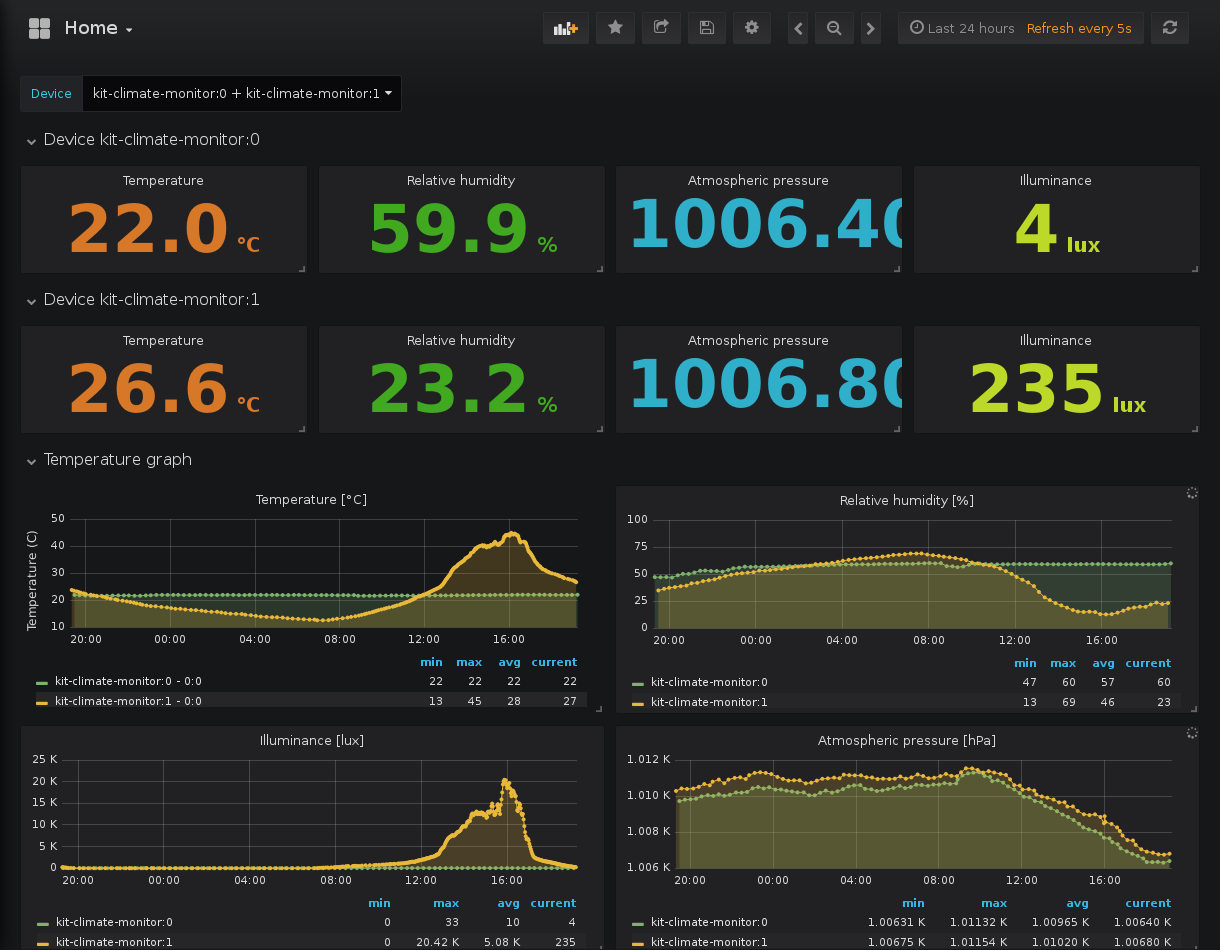 Home
Last 24 hours Refresh every 5s
Device kit-climate-monitor:0 + kit-climate-monitor:1
Device kit-climate-monitor:0
Temperature Relative humidity Atmospheric pressure Illuminance
22.0 °C 59.9 % 1006.40 4 lux
Device kit-climate-monitor:1
Temperature Relative humidity Atmospheric pressure Illuminance
26.6 °C 23.2 % 1006.80 235 lux
Temperature graph
Temperature [°C]
Temperature (C)
50
40
30
20
10
20:00 00:00 04:00 08:00 12:00 16:00
min max avg current
kit-climate-monitor:0 - 0:0 22 22 22 22
kit-climate-monitor:1 - 0:0 13 45 28 27
Relative humidity [%]
100
75
50
25
0
20:00 00:00 04:00 08:00 12:00 16:00
min max avg current
kit-climate-monitor:0 47 60 57 60
kit-climate-monitor:1 13 69 46 23
Illuminance [lux]
25 K
20 K
15 K
10 K
5 K
0
20:00 00:00 04:00 08:00 12:00 16:00
min max avg current
kit-climate-monitor:0 0 33 10 4
kit-climate-monitor:1 0 20.42 K 5.08 K 235
Atmospheric pressure [hPa]
1.012 K
1.010 K
1.008 K
1.006 K
20:00 00:00 04:00 08:00 12:00 16:00
min max avg current
kit-climate-monitor:0 1.00631 K 1.01132 K 1.00965 K 1.00640 K
kit-climate-monitor:1 1.00675 K 1.01154 K 1.01020 K 1.00680 K